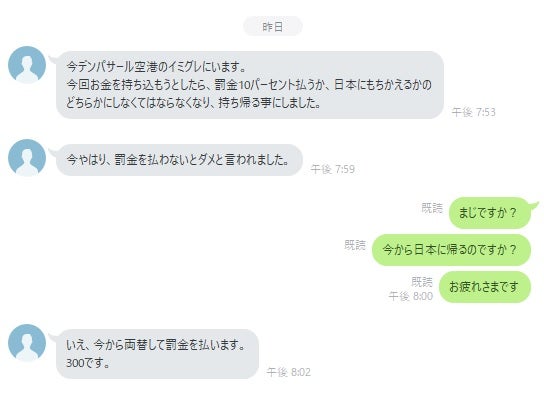 昨日
今デンパサール空港のイミグレにいます。
今回お金を持ち込もうとしたら、罰金10パーセント払うか、日本にもちかえるかの
どちらかにしなくてはならなくなり、持ち帰る事にしました。
午後 7:53
今やはり、罰金を払わないとダメと言われました。
午後 7:59
既読
まじですか？
既読
今から日本に帰るのですか？
既読
午後 8:00
お疲れさまです
いえ、今から両替して罰金を払います。
300です。
午後 8:02